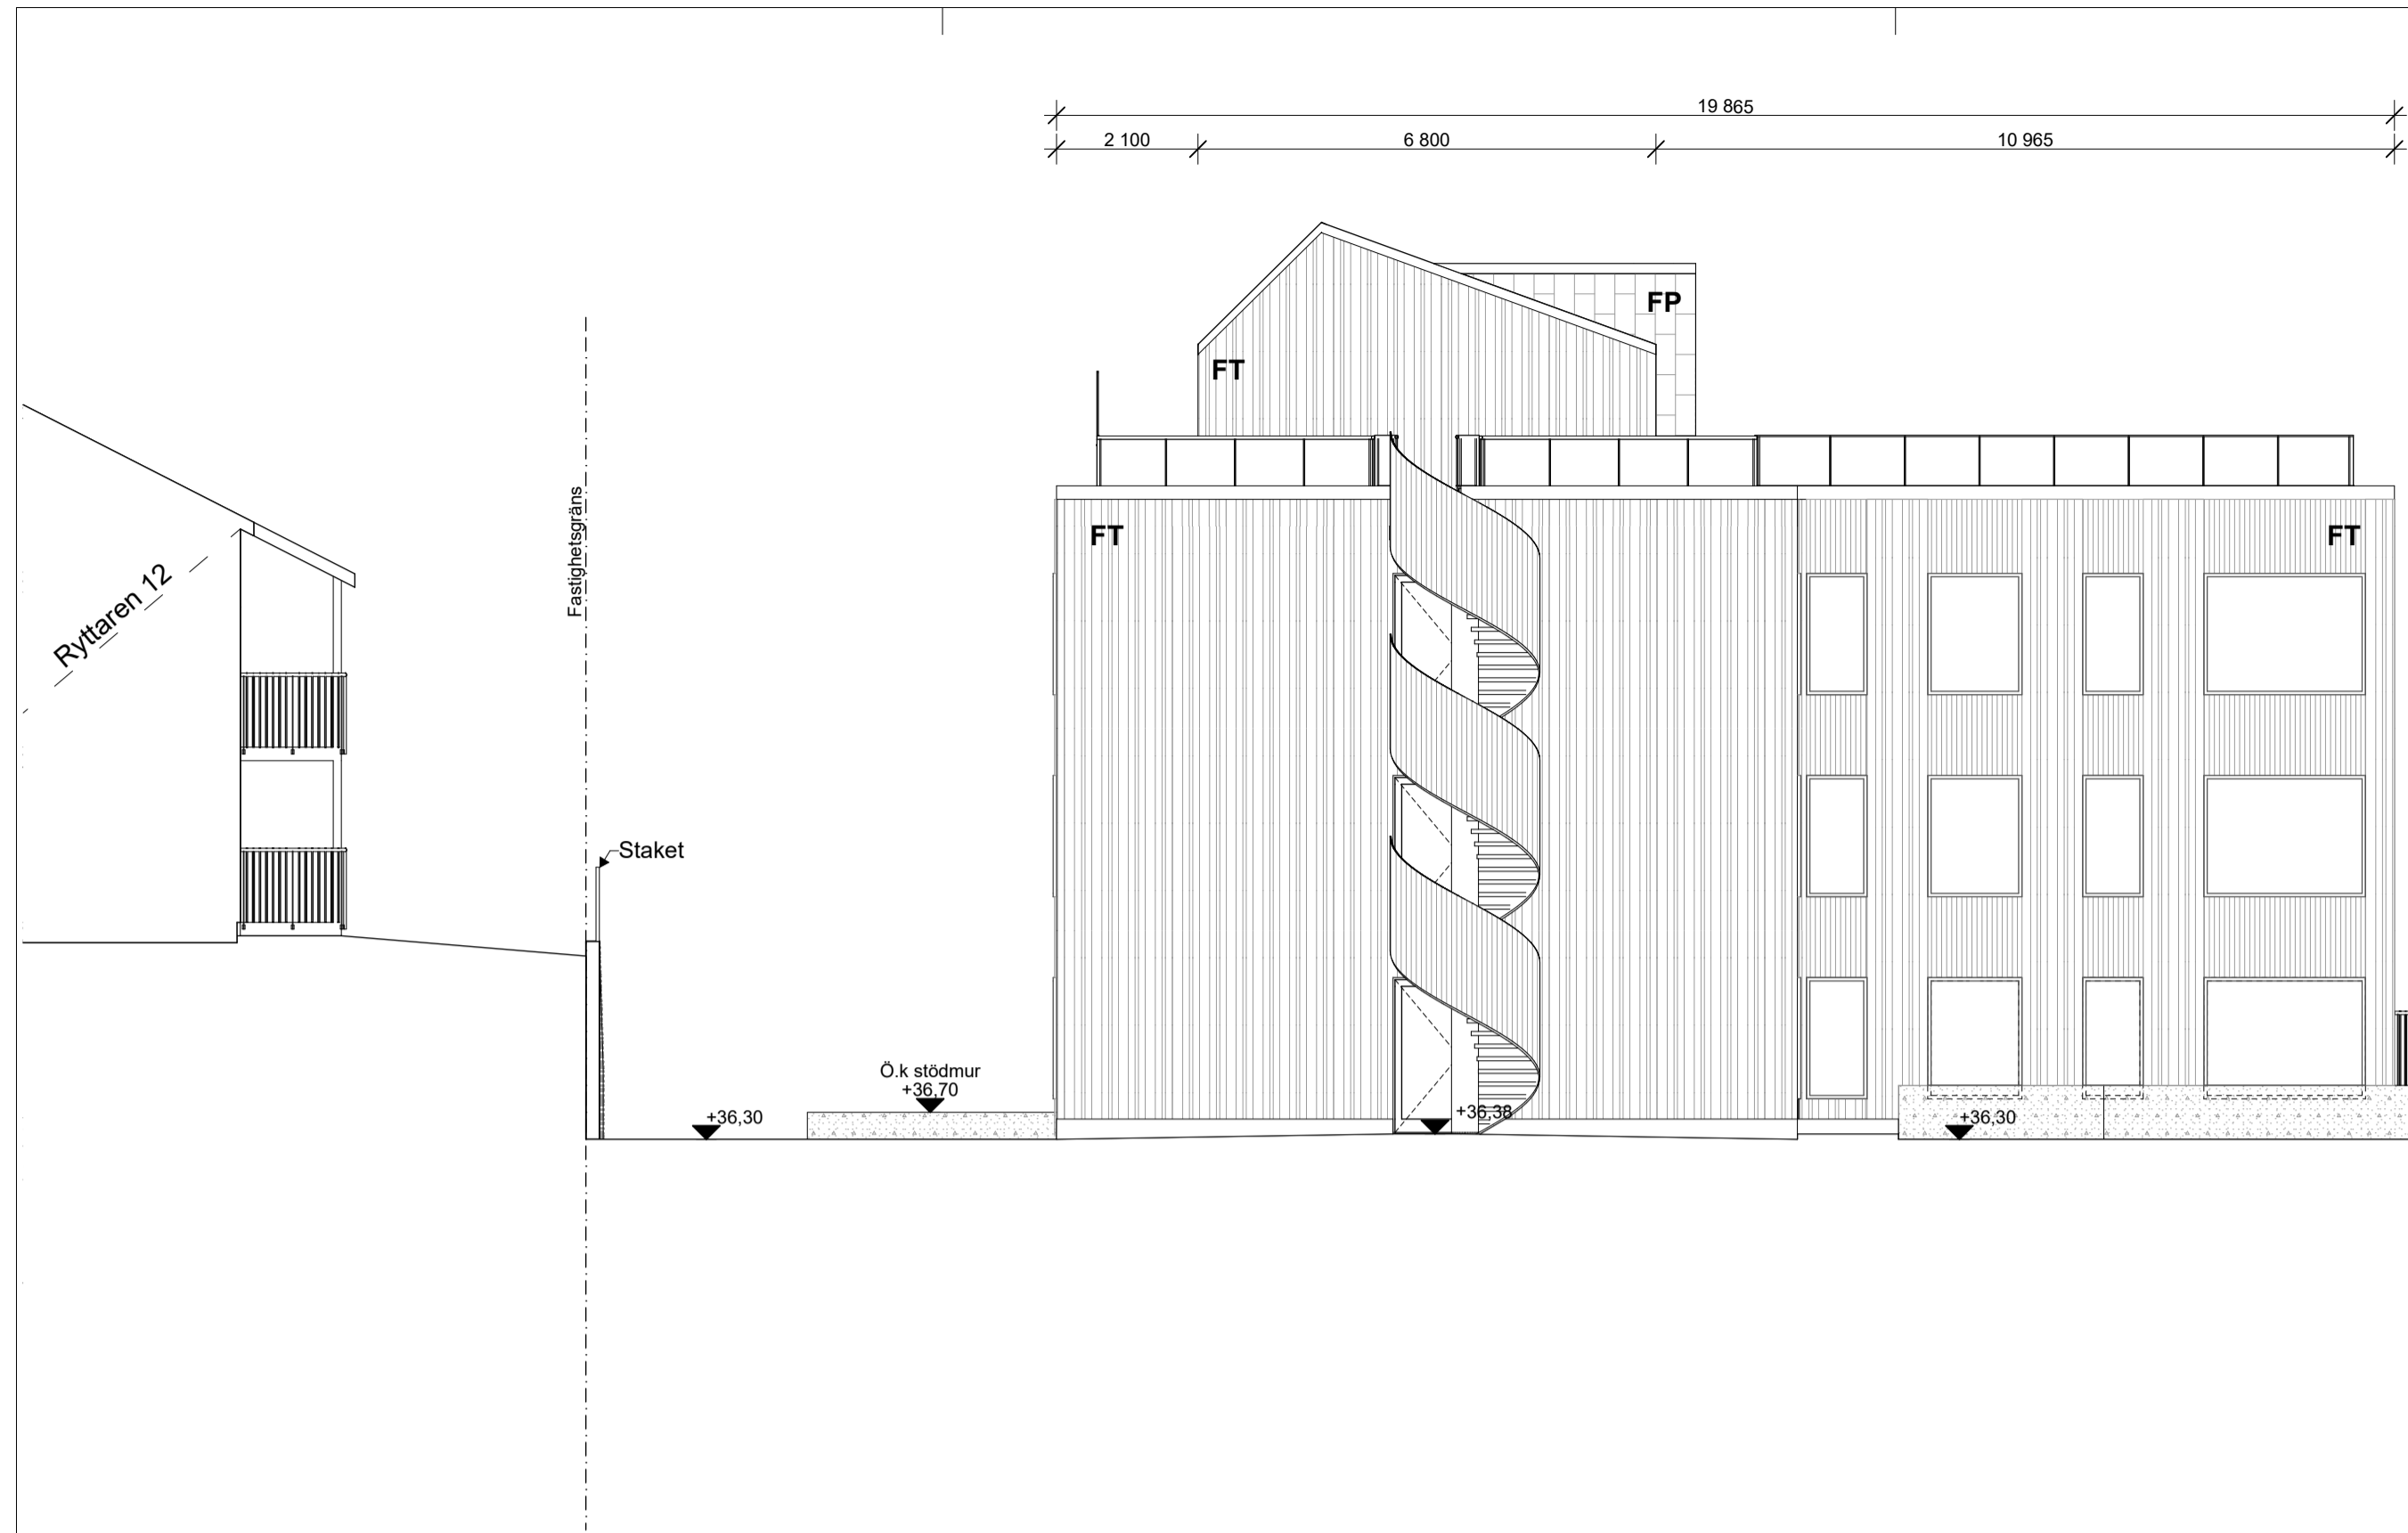 19 865
2 100
6 800
10 965
FP
FT
FT
FT
Fastighetsgräns
Ryttaren 12
Staket
Ö.k stödmur
+36,70
+36,30
+36,38
+36,30